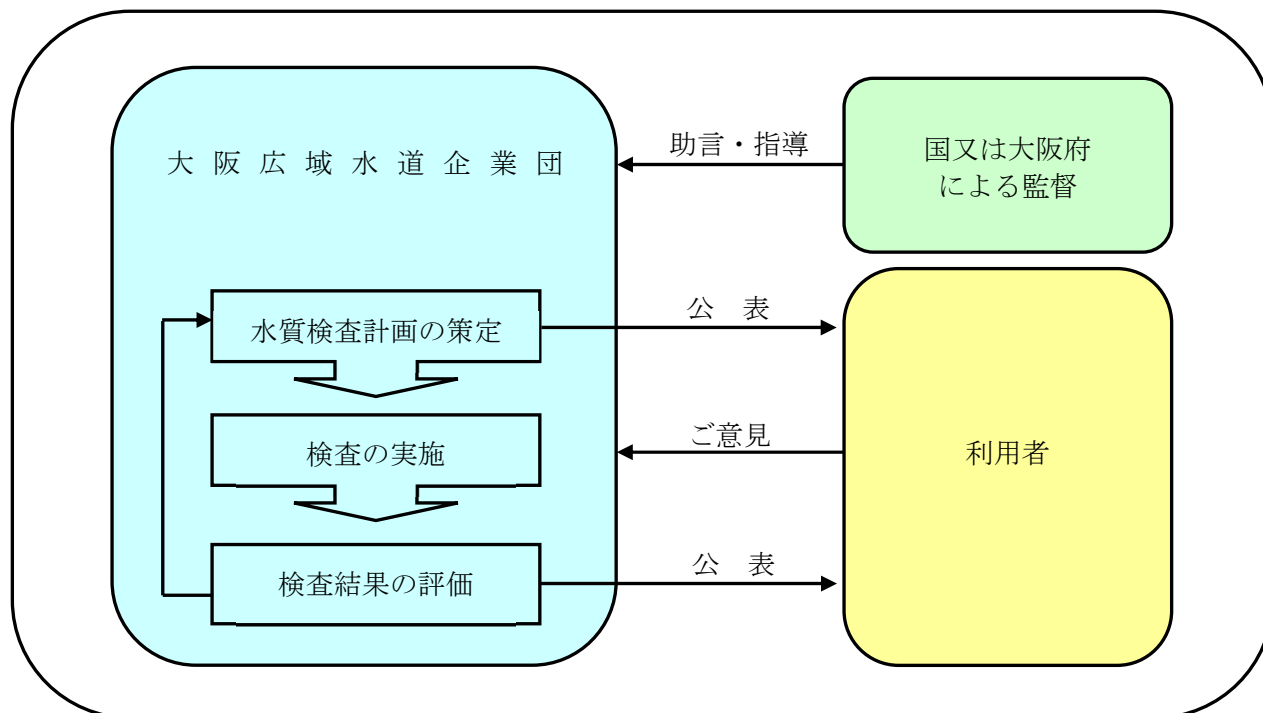 大阪広域水道企業団
助言・指導
国又は大阪府
による監督
水質検査計画の策定
公表
検査の実施
ご意見
利用者
検査結果の評価
公表